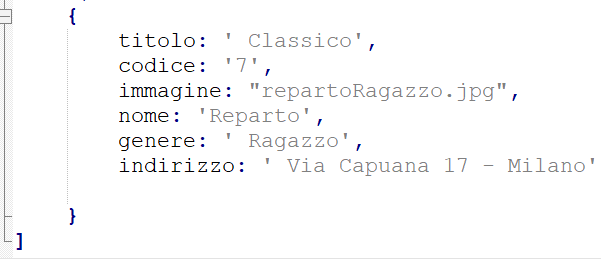 {
titolo: ' Classico',
codice: '7',
immagine: "repartoRagazzo.jpg",
nome: 'Reparto',
genere: ' Ragazzo',
indirizzo: ' Via Capuana 17 - Milano'
}
]